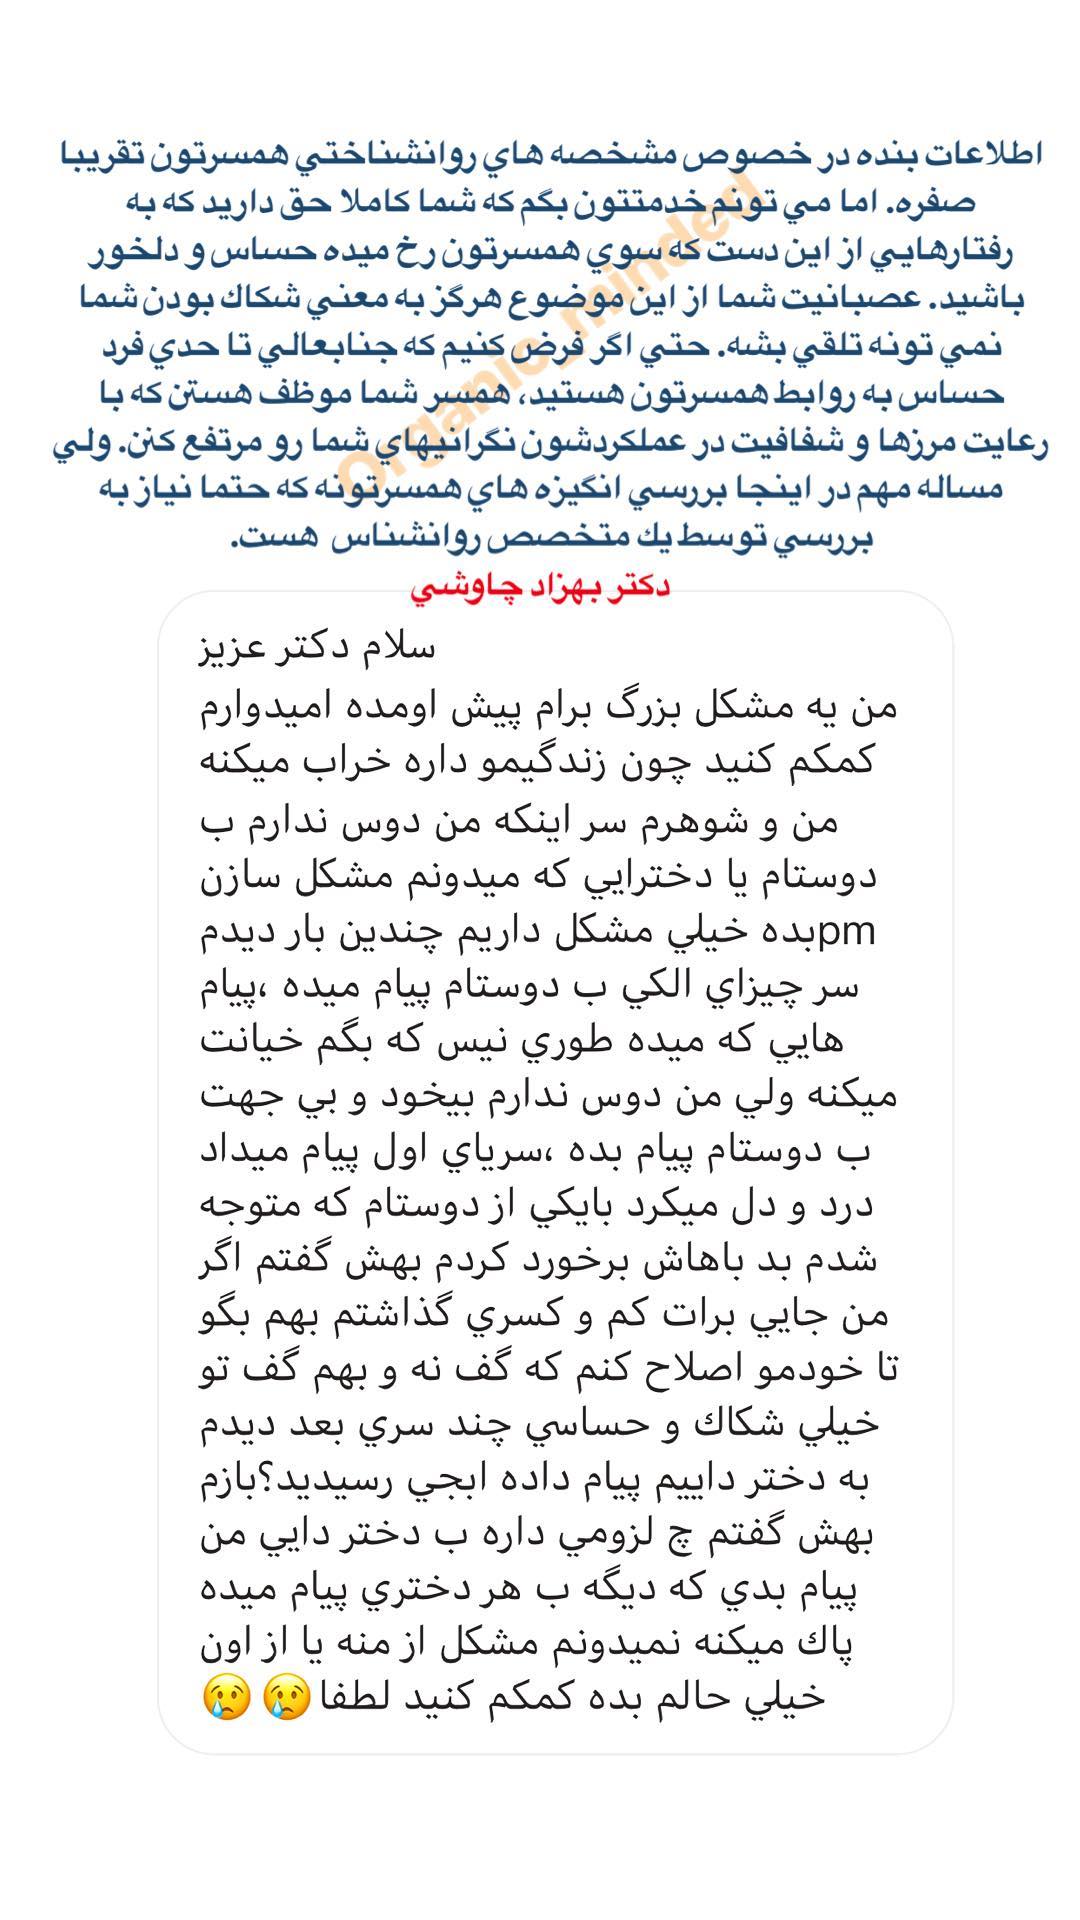 اطلاعات بنده در خصوص مشخصه هاي روانشناختي همسرتون تقريبا
صفره. اما مي تونم خدمتتون بگم كه شما كاملا حق داريد كه به
رفتارهايي از اين دست كه سوي همسرتون رخ ميده حساس و دلخور
باشيد. عصبانيت شما از اين موضوع هرگز به معني شكاك بودن شما
نمي تونه تلقي بشه. حتي اگر فرض كنيم كه جنابعالي تا حدي فرد
حساس به روابط همسرتون هستيد، همسر شما موظف هستن كه با
رعايت مرزها و شفافيت در عملكردشون نگرانيهاي شما رو مرتفع كنن. ولي
مساله مهم در اينجا بررسي انگيزه هاي همسرتونه كه حتما نياز به
بررسي توسط يك متخصص روانشناس هست.
Organic_minded
دكتر بهزاد چاوشي
سلام دكتر عزيز
من يه مشكل بزرگ برام پيش اومده اميدوارم
كمكم كنيد چون زندگيمو داره خراب ميكنه
من و شوهرم سر اينكه من دوس ندارم ب
دوستام يا دخترايي كه ميدونم مشكل سازن
pmبده خيلي مشكل داريم چندين بار ديدم
سر چيزاي الكي ب دوستام پيام ميده ،پيام
هايي كه ميده طوري نيس كه بگم خيانت
ميكنه ولي من دوس ندارم بيخود و بي جهت
ب دوستام پيام بده ،سرياي اول پيام ميداد
درد و دل ميكرد بايكي از دوستام كه متوجه
شدم بد باهاش برخورد كردم بهش گفتم اگر
من جايي برات كم و كسري گذاشتم بهم بگو
تا خودمو اصلاح كنم كه گف نه و بهم گف تو
خيلي شكاك و حساسي چند سري بعد ديدم
به دختر داييم پيام داده ابجي رسيديد؟بازم
بهش گفتم چ لزومي داره ب دختر دايي من
پيام بدي كه ديگه ب هر دختري پيام ميده
پاك ميكنه نميدونم مشكل از منه يا از اون
خيلي حالم بده كمكم كنيد لطفا😢😢